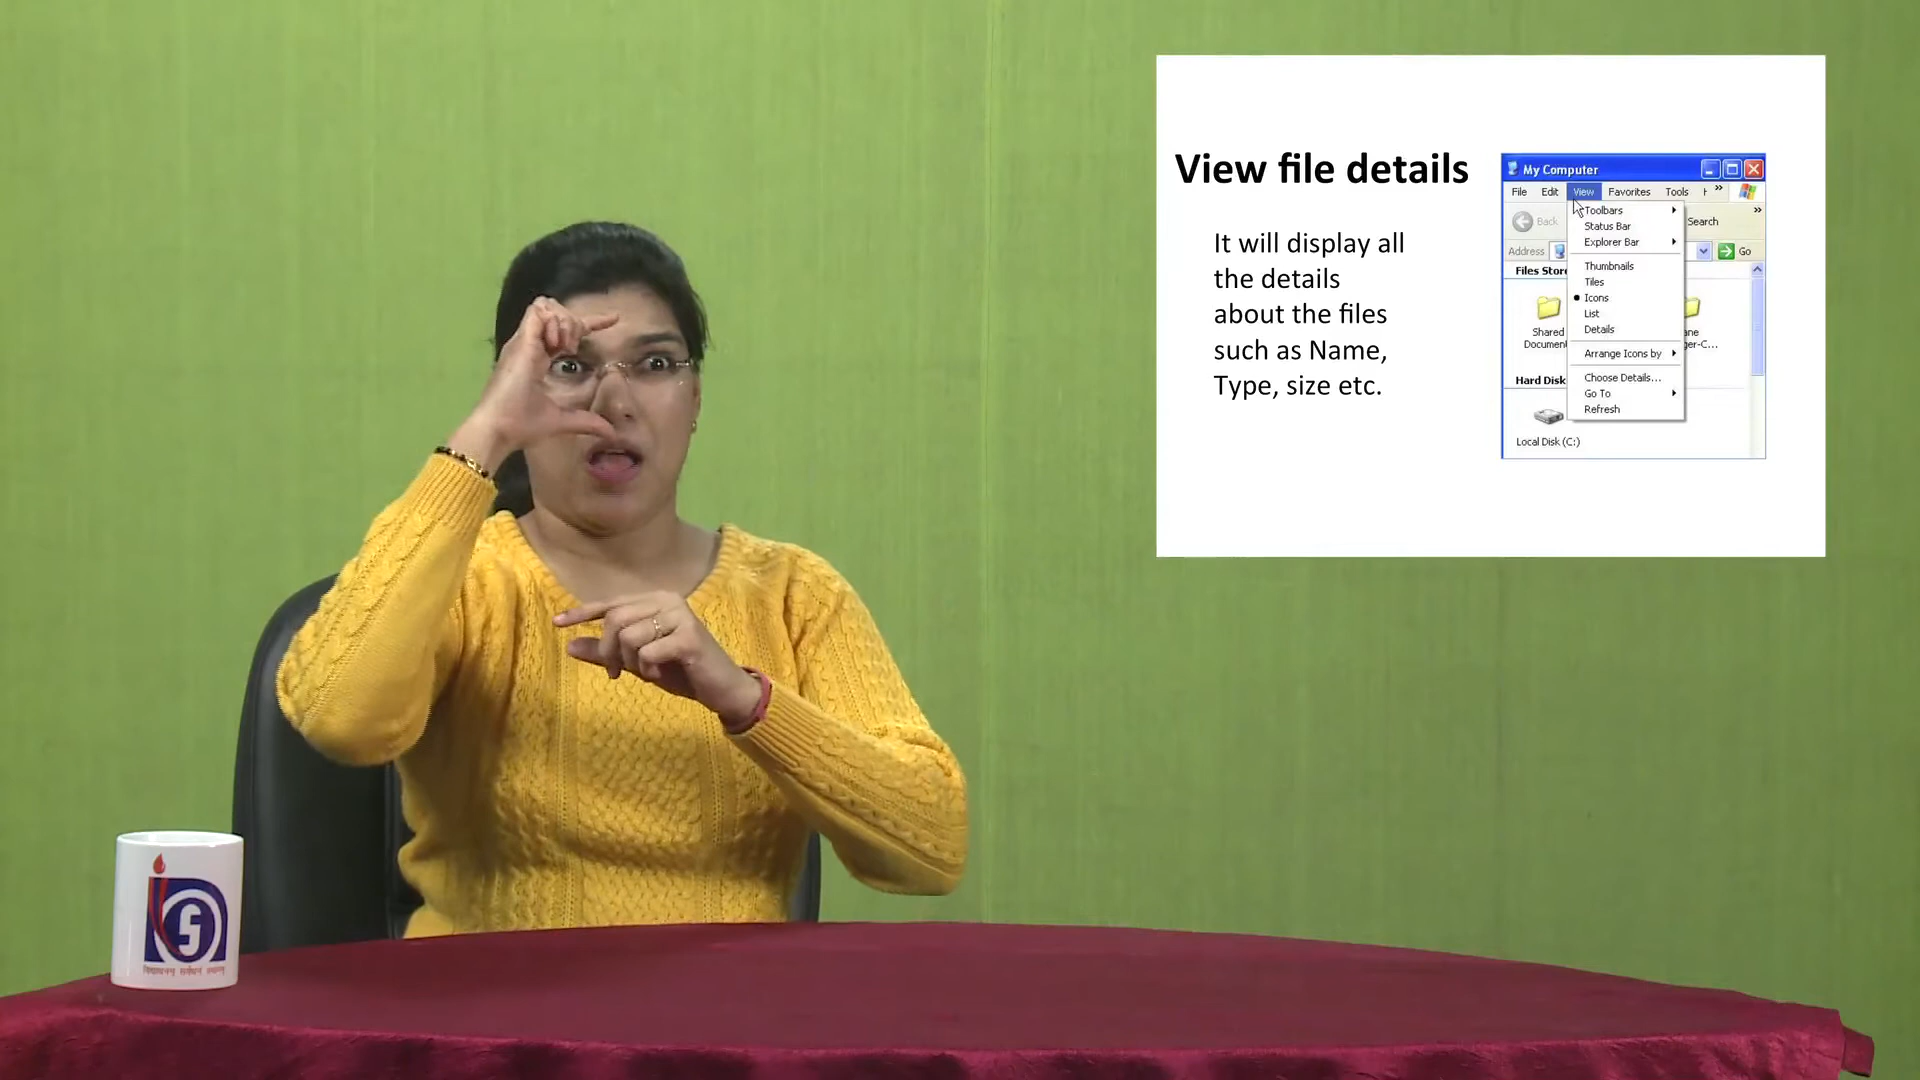 View file details
It will display all
the details
about the files
such as Name,
Type, size etc.
My Computer
File Edit View Favorites Tools »
Back
Search »
Address
Go
Toolbars
Status Bar
Explorer Bar
Thumbnails
Tiles
Icons
List
Details
Arrange Icons by
Choose Details...
Go To
Refresh
Files Stor
Shared
Documen
ane
ger-C...
Hard Disk
Local Disk (C:)